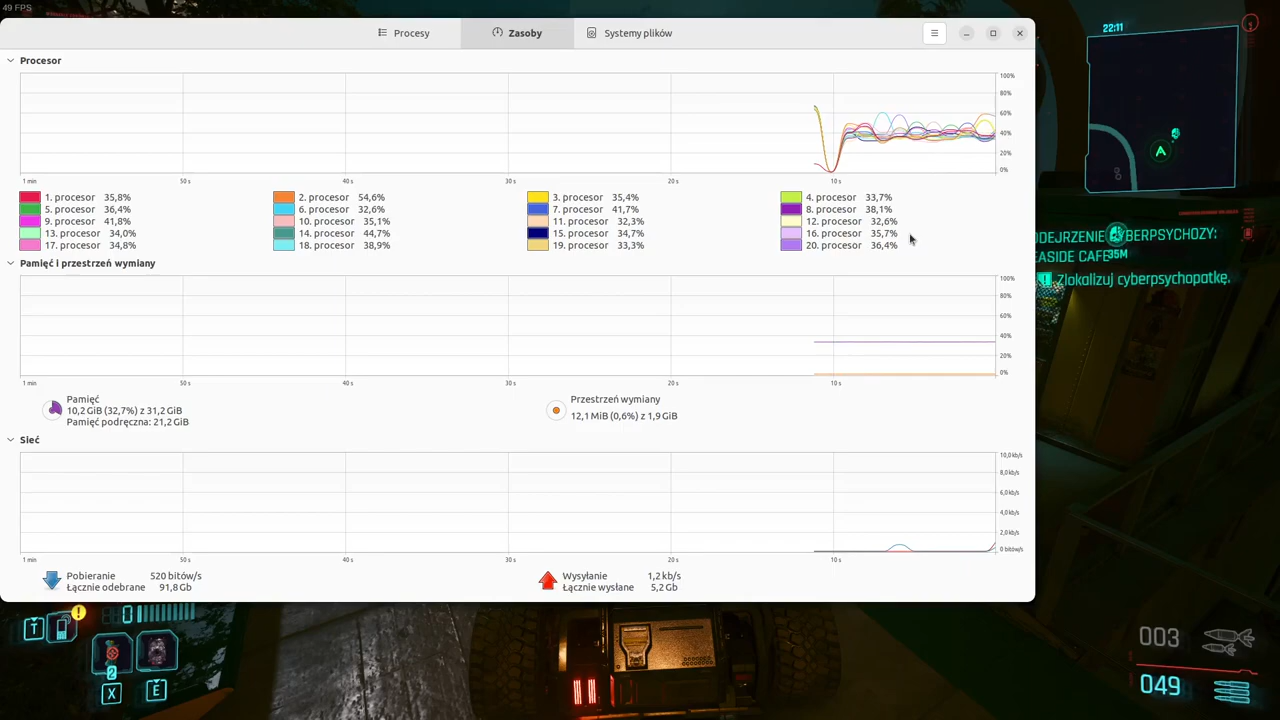 49 FPS
Procesy
Zasoby
Systemy plików
22:11
Procesor
100%
80%
60%
40%
20%
0%
1 min
50 s
40 s
30 s
20 s
10 s
1. procesor 35,8%
2. procesor 54,6%
3. procesor 35,4%
4. procesor 33,7%
5. procesor 36,4%
6. procesor 32,6%
7. procesor 41,7%
8. procesor 38,1%
9. procesor 41,8%
10. procesor 35,1%
11. procesor 32,3%
12. procesor 32,6%
13. procesor 34,0%
14. procesor 44,7%
15. procesor 34,7%
16. procesor 35,7%
17. procesor 34,8%
18. procesor 38,9%
19. procesor 33,3%
20. procesor 36,4%
ODEJRZENIE CYBERPSYCHOZY:
EASIDE CAFE
35M
Zlokalizuj cyberpsychopatkę.
Pamięć i przestrzeń wymiany
100%
80%
60%
40%
20%
0%
1 min
50 s
40 s
30 s
20 s
10 s
Pamięć
10,2 GiB (32,7%) z 31,2 GiB
Pamięć podręczna: 21,2 GiB
Przestrzeń wymiany
12,1 MiB (0,6%) z 1,9 GiB
Sieć
10,0 kb/s
8,0 kb/s
6,0 kb/s
4,0 kb/s
2,0 kb/s
0 bitów/s
1 min
50 s
40 s
30 s
20 s
10 s
Pobieranie 520 bitów/s
Łącznie odebrane 91,8 Gb
Wysyłanie 1,2 kb/s
Łącznie wysłane 5,2 Gb
T
0
2
X
E
003
049